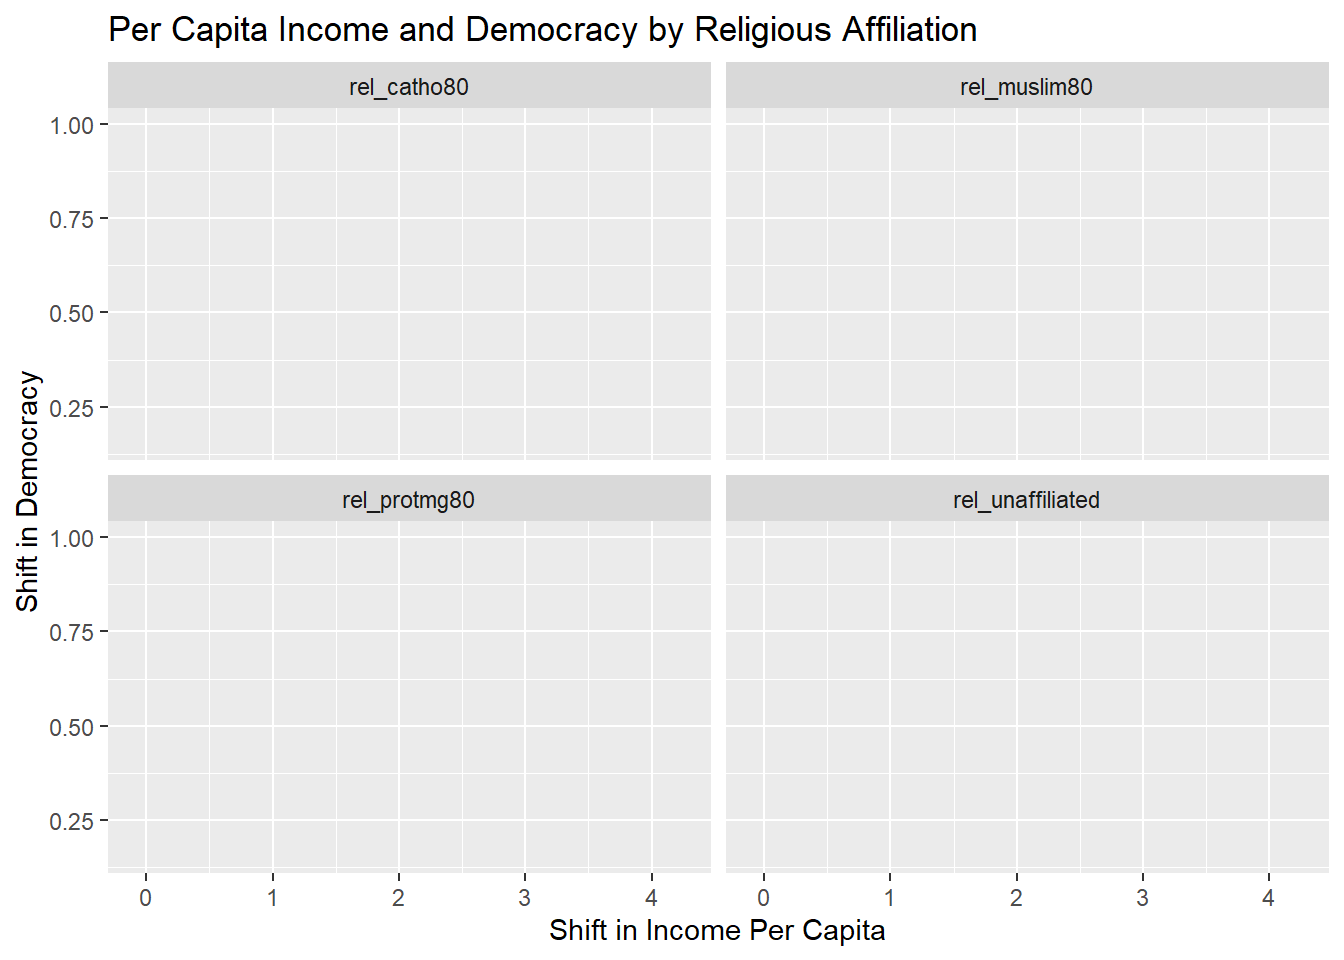 Per Capita Income and Democracy by Religious Affiliation
rel_catho80
rel_muslim80
1.00
0.75
0.50
0.25
rel_protmg80
rel_unaffiliated
1.00
0.75
0.50
0.25
Shift in Democracy
0 1 2 3 4
0 1 2 3 4
Shift in Income Per Capita